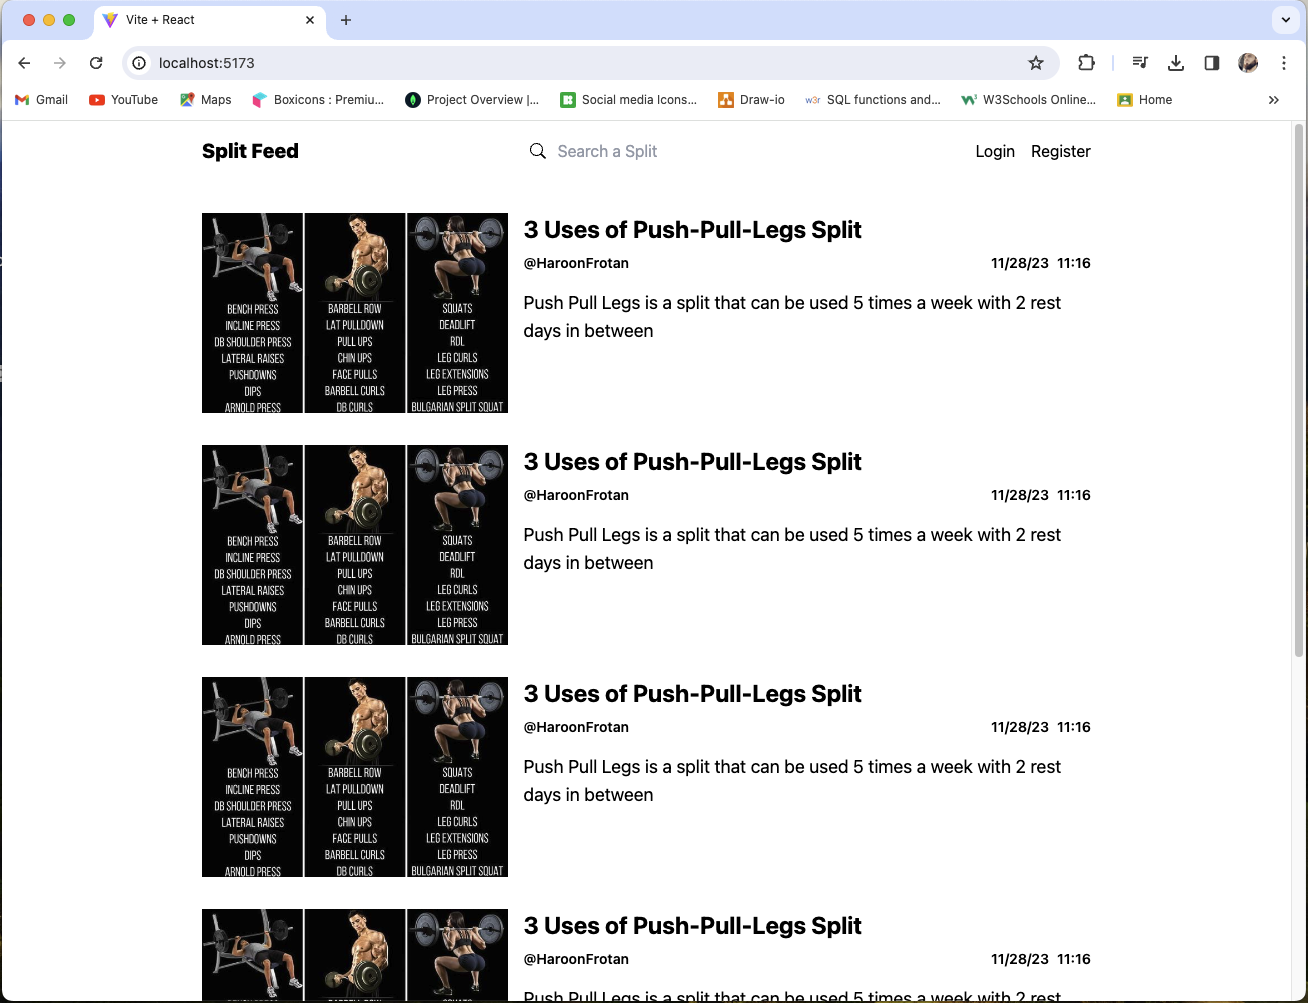 Vite + React
localhost:5173
Gmail
YouTube
Maps
Boxicons : Premiu...
Project Overview |...
Social media Icons...
Draw-io
w3r
SQL functions and...
W3Schools Online...
Home
Split Feed
Search a Split
Login
Register
BENCH PRESS
INCLINE PRESS
DB SHOULDER PRESS
LATERAL RAISES
PUSHDOWNS
DIPS
ARNOLD PRESS
BARBELL ROW
LAT PULLDOWN
PULL UPS
CHIN UPS
FACE PULLS
BARBELL CURLS
DB CURLS
SQUATS
DEADLIFT
RDL
LEG CURLS
LEG EXTENSIONS
LEG PRESS
BULGARIAN SPLIT SQUAT
3 Uses of Push-Pull-Legs Split
@HaroonFrotan
11/28/23 11:16
Push Pull Legs is a split that can be used 5 times a week with 2 rest
days in between
BENCH PRESS
INCLINE PRESS
DB SHOULDER PRESS
LATERAL RAISES
PUSHDOWNS
DIPS
ARNOLD PRESS
BARBELL ROW
LAT PULLDOWN
PULL UPS
CHIN UPS
FACE PULLS
BARBELL CURLS
DB CURLS
SQUATS
DEADLIFT
RDL
LEG CURLS
LEG EXTENSIONS
LEG PRESS
BULGARIAN SPLIT SQUAT
3 Uses of Push-Pull-Legs Split
@HaroonFrotan
11/28/23 11:16
Push Pull Legs is a split that can be used 5 times a week with 2 rest
days in between
BENCH PRESS
INCLINE PRESS
DB SHOULDER PRESS
LATERAL RAISES
PUSHDOWNS
DIPS
ARNOLD PRESS
BARBELL ROW
LAT PULLDOWN
PULL UPS
CHIN UPS
FACE PULLS
BARBELL CURLS
DB CURLS
SQUATS
DEADLIFT
RDL
LEG CURLS
LEG EXTENSIONS
LEG PRESS
BULGARIAN SPLIT SQUAT
3 Uses of Push-Pull-Legs Split
@HaroonFrotan
11/28/23 11:16
Push Pull Legs is a split that can be used 5 times a week with 2 rest
days in between
3 Uses of Push-Pull-Legs Split
@HaroonFrotan
11/28/23 11:16
Push Pull Legs is a split that can be used 5 times a week with 2 rest